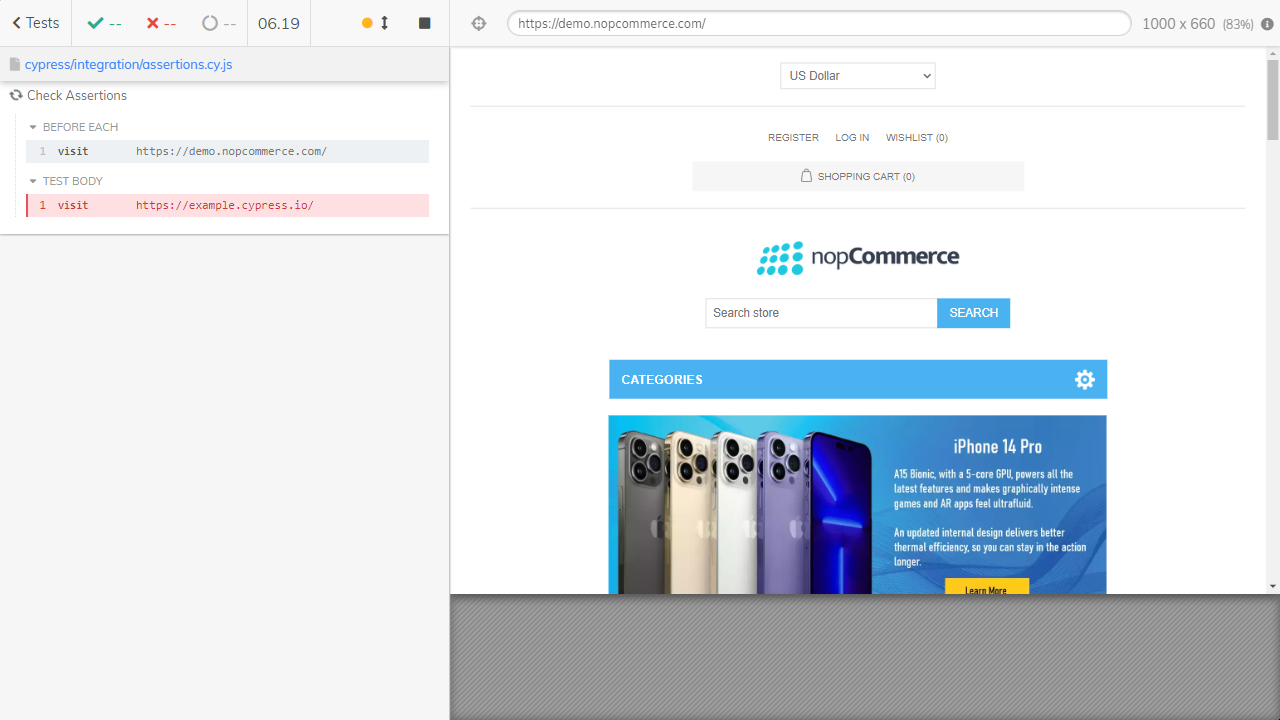 Tests
--
--
--
06.19
https://demo.nopcommerce.com/
1000 x 660 (83%)
cypress/integration/assertions.cy.js
Check Assertions
BEFORE EACH
1 visit https://demo.nopcommerce.com/
TEST BODY
1 visit https://example.cypress.io/
US Dollar
REGISTER LOG IN WISHLIST (0)
SHOPPING CART (0)
nopCommerce
Search store SEARCH
CATEGORIES
iPhone 14 Pro
A15 Bionic, with a 5-core GPU, powers all the
latest features and makes graphically intense
games and AR apps feel ultrafluid.
An updated internal design delivers better
thermal efficiency, so you can stay in the action
longer.
Learn More